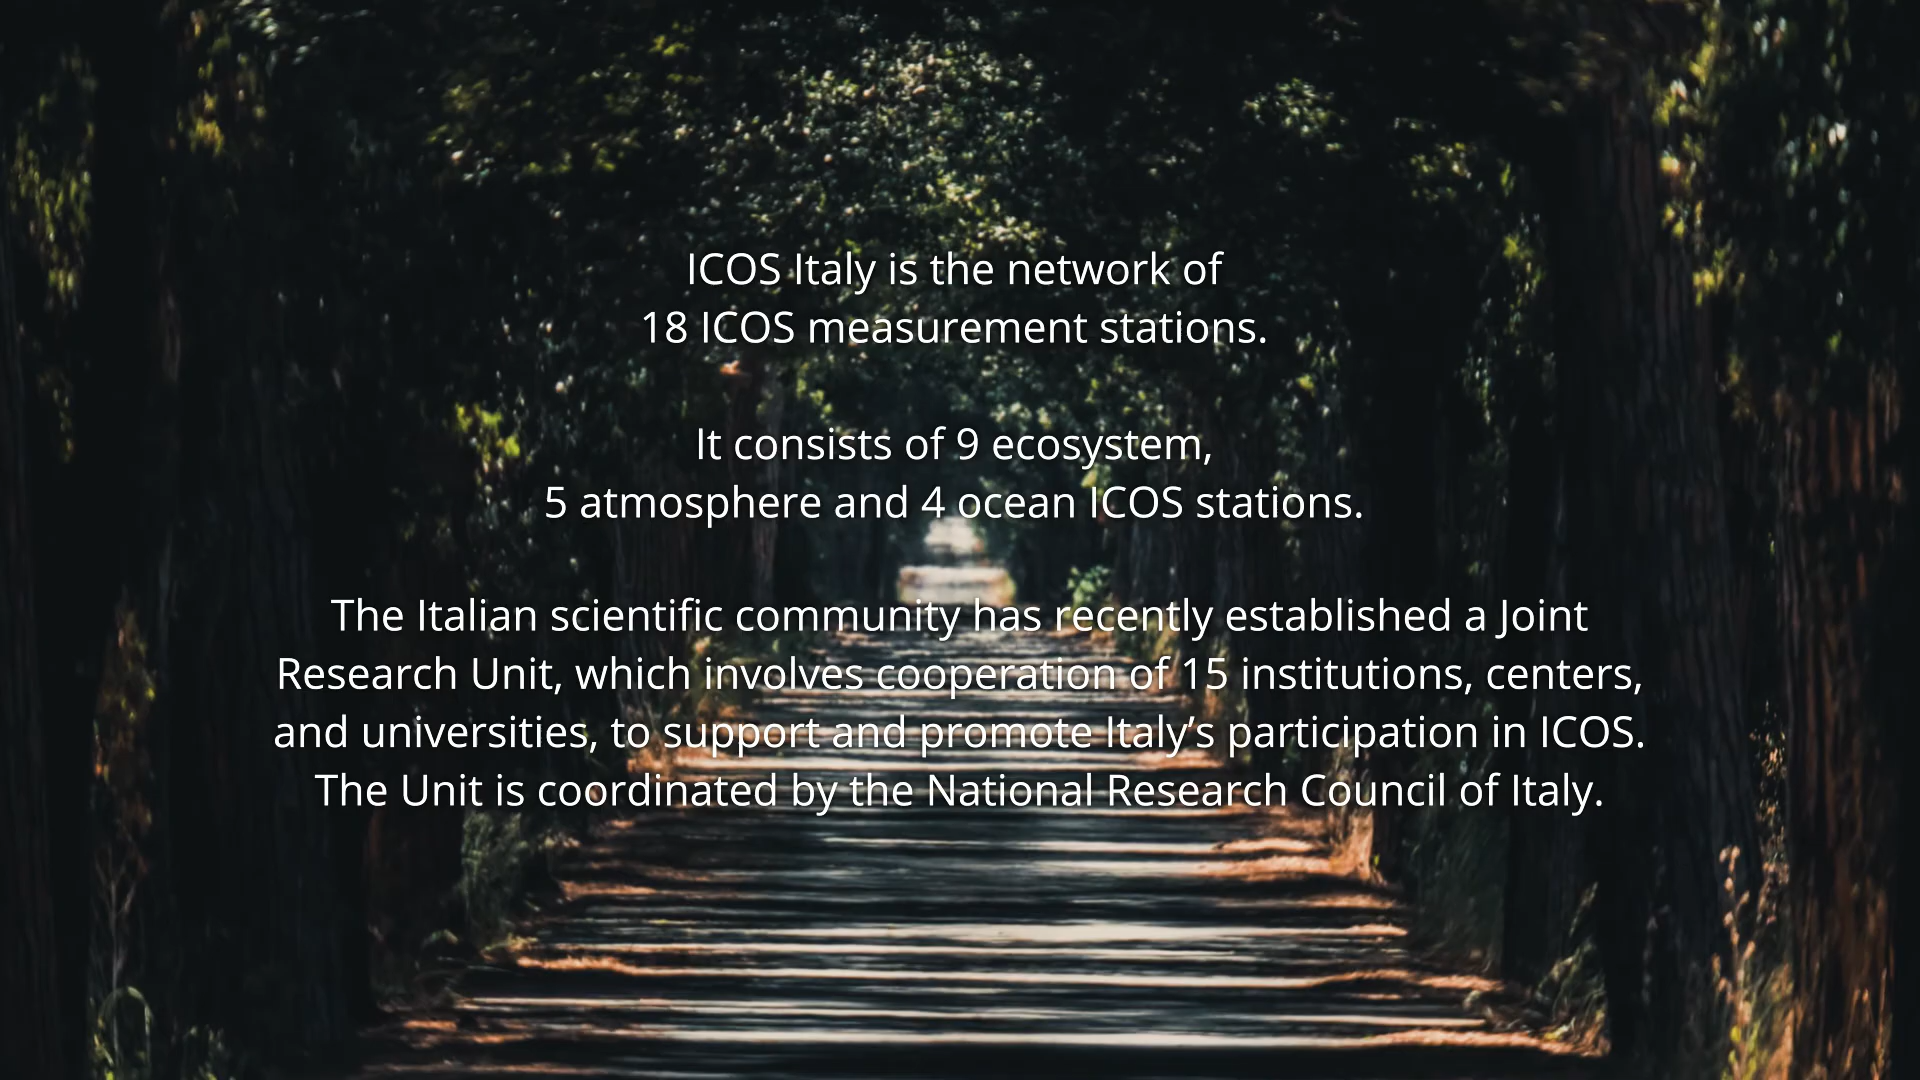 ICOS Italy is the network of
18 ICOS measurement stations.
It consists of 9 ecosystem,
5 atmosphere and 4 ocean ICOS stations.
The Italian scientific community has recently established a Joint
Research Unit, which involves cooperation of 15 institutions, centers,
and universities, to support and promote Italy’s participation in ICOS.
The Unit is coordinated by the National Research Council of Italy.